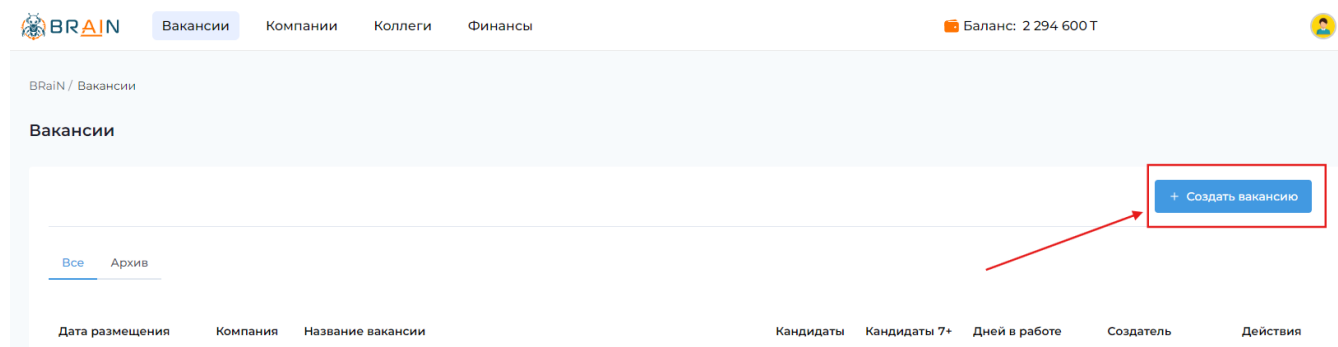 BRAIN Вакансии Компании Коллеги Финансы Баланс: 2 294 600 T
BRaiN / Вакансии
Вакансии
+ Создать вакансию
Все Архив
Дата размещения Компания Название вакансии Кандидаты Кандидаты 7+ Дней в работе Создатель Действия